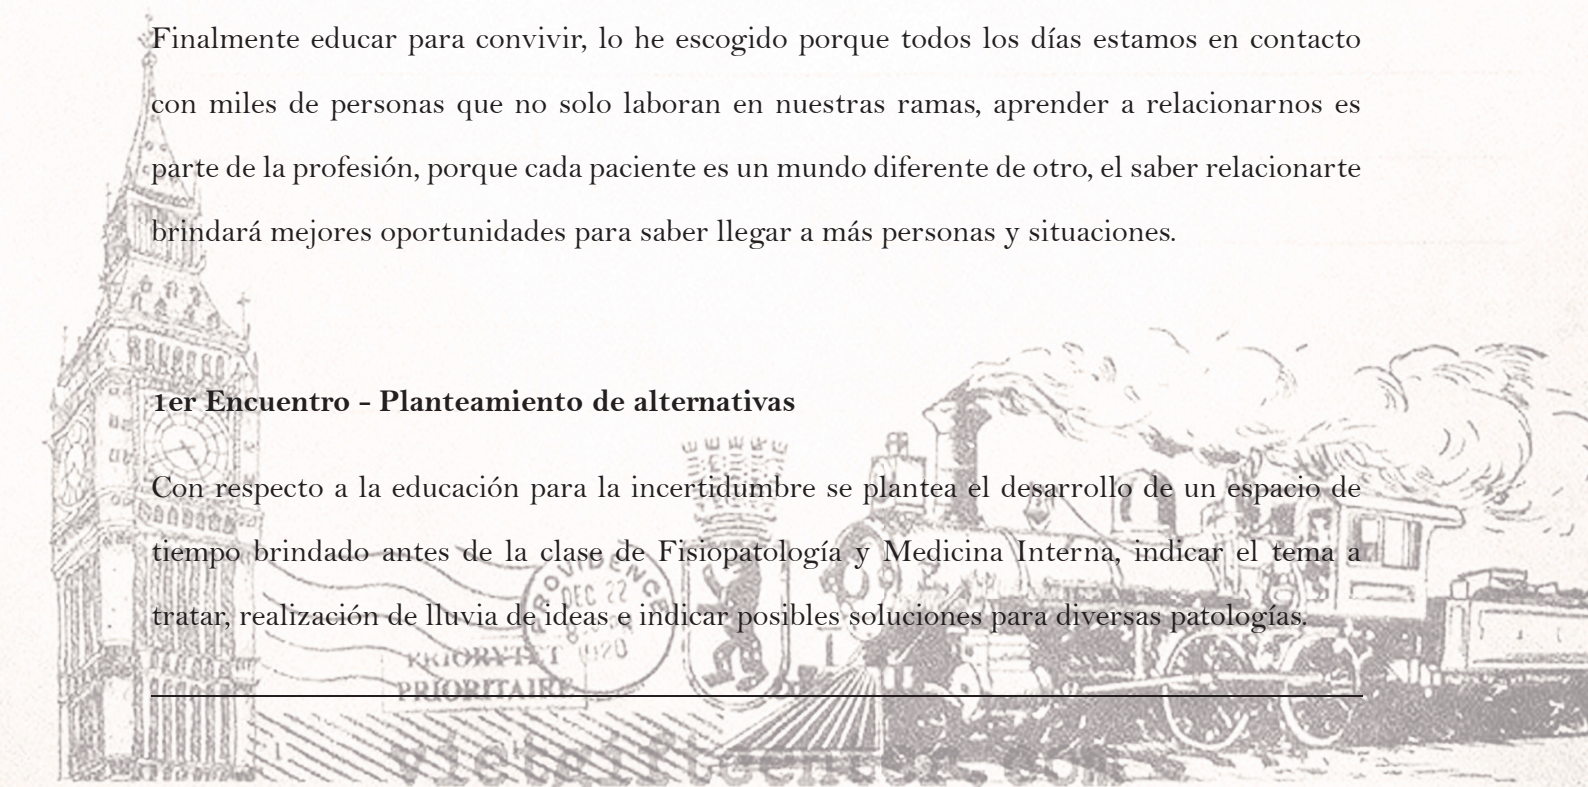 Finalmente educar para convivir, lo he escogido porque todos los días estamos en contacto
con miles de personas que no solo laboran en nuestras ramas, aprender a relacionarnos es
parte de la profesión, porque cada paciente es un mundo diferente de otro, el saber relacionarte
brindará mejores oportunidades para saber llegar a más personas y situaciones.
1er Encuentro – Planteamiento de alternativas
Con respecto a la educación para la incertidumbre se plantea el desarrollo de un espacio de
tiempo brindado antes de la clase de Fisiopatología y Medicina Interna, indicar el tema a
tratar, realización de lluvia de ideas e indicar posibles soluciones para diversas patologías.
PROVIDENCE
DEC 22
1920
PRIORYTET
PRIORITAIRE